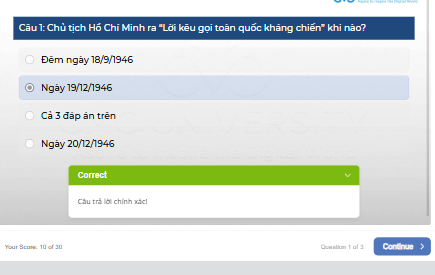 Câu 1: Chủ tịch Hồ Chí Minh ra “Lời kêu gọi toàn quốc kháng chiến” khi nào?
Đêm ngày 18/9/1946
Ngày 19/12/1946
Cả 3 đáp án trên
Ngày 20/12/1946
Correct
Câu trả lời chính xác!
Your Score: 10 of 30
Question 1 of 3
Continue